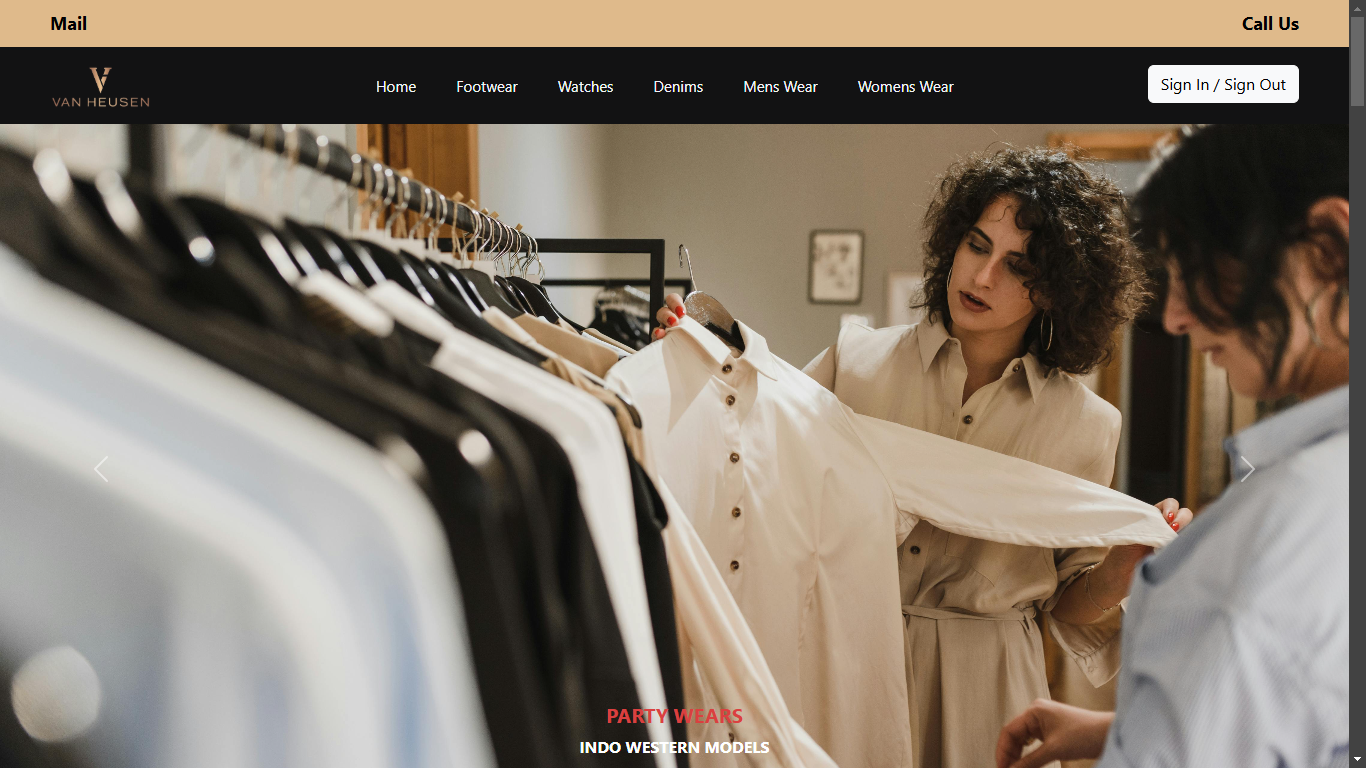 Mail
Call Us
VAN HEUSEN
Home
Footwear
Watches
Denims
Mens Wear
Womens Wear
Sign In / Sign Out
PARTY WEARS
INDO WESTERN MODELS